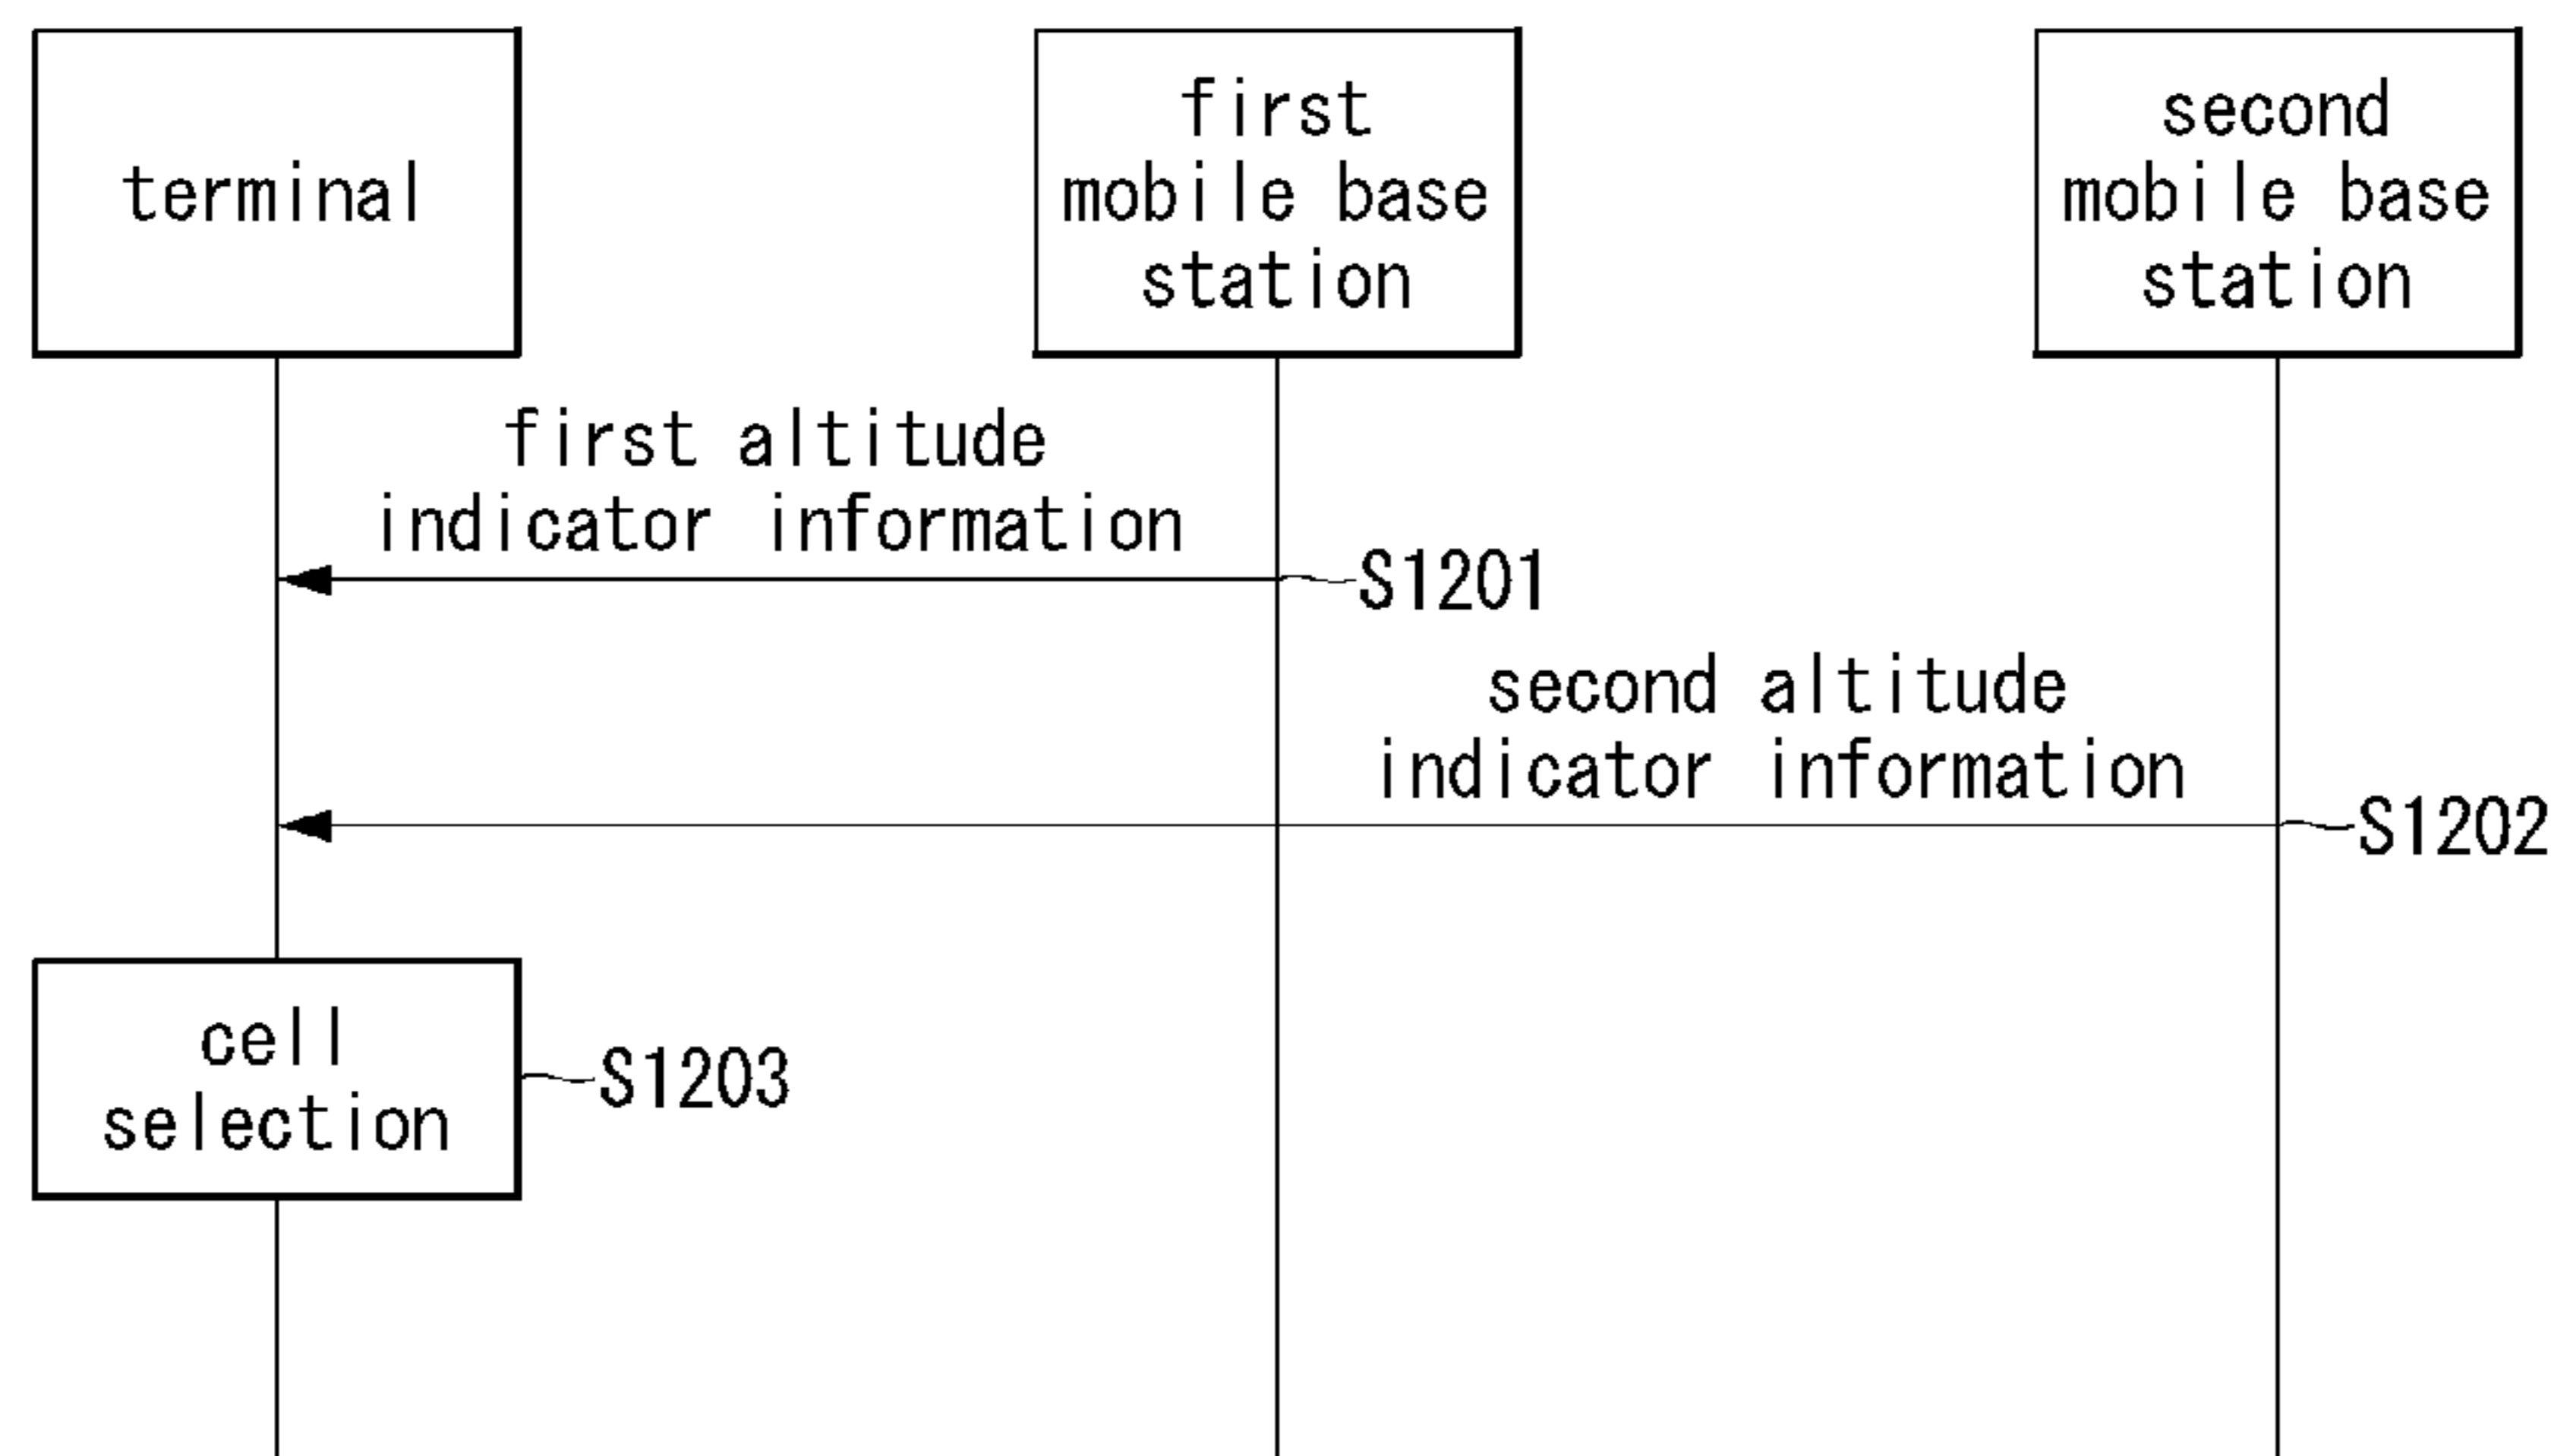 terminal
first
mobile base
station
second
mobile base
station
first altitude
indicator information
S1201
second altitude
indicator information
S1202
cell
selection
S1203